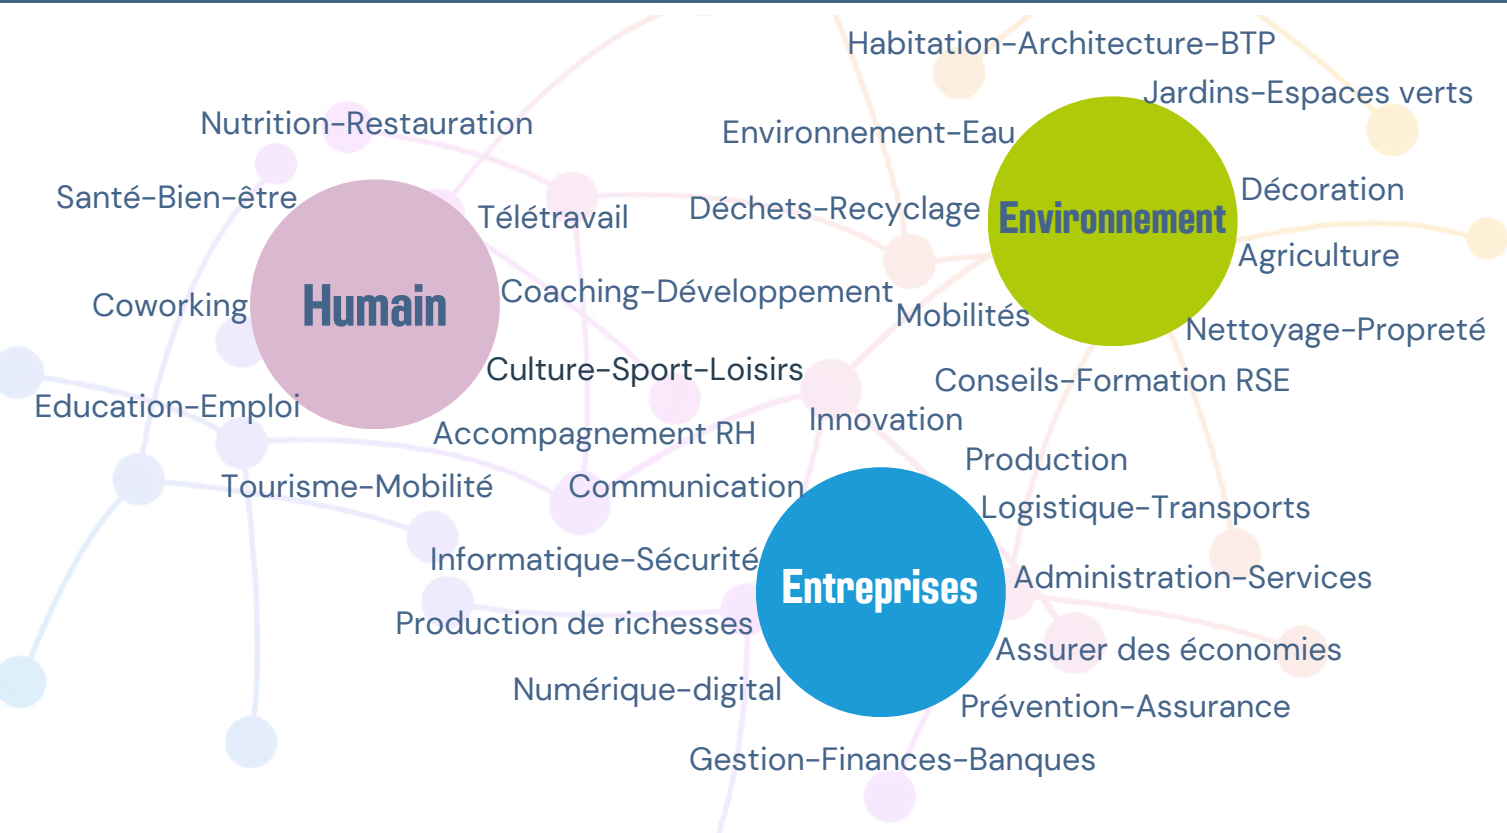 Habitation-Architecture-BTP
Jardins-Espaces verts
Nutrition-Restauration
Environnement-Eau
Santé-Bien-être
Télétravail
Déchets-Recyclage
Environnement
Décoration
Agriculture
Coworking
Humain
Coaching-Développement
Mobilités
Nettoyage-Propreté
Culture-Sport-Loisirs
Conseils-Formation RSE
Education-Emploi
Accompagnement RH
Innovation
Production
Tourisme-Mobilité
Communication
Logistique-Transports
Informatique-Sécurité
Entreprises
Administration-Services
Production de richesses
Assurer des économies
Numérique-digital
Prévention-Assurance
Gestion-Finances-Banques